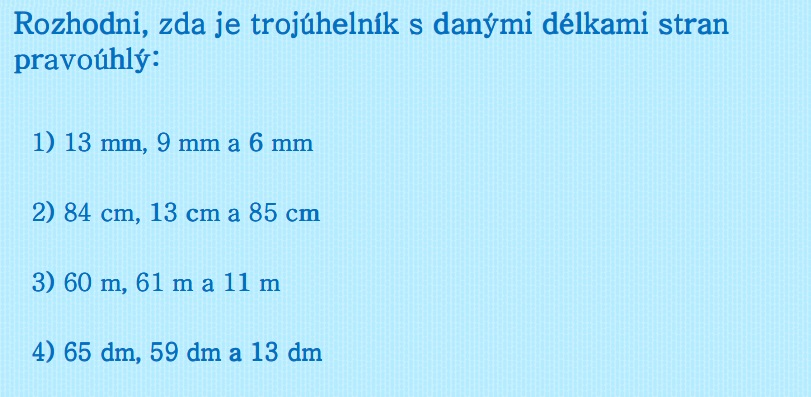 Rozhodni, zda je trojúhelník s danými délkami stran
pravoúhlý:
1) 13 mm, 9 mm a 6 mm
2) 84 cm, 13 cm a 85 cm
3) 60 m, 61 m a 11 m
4) 65 dm, 59 dm a 13 dm